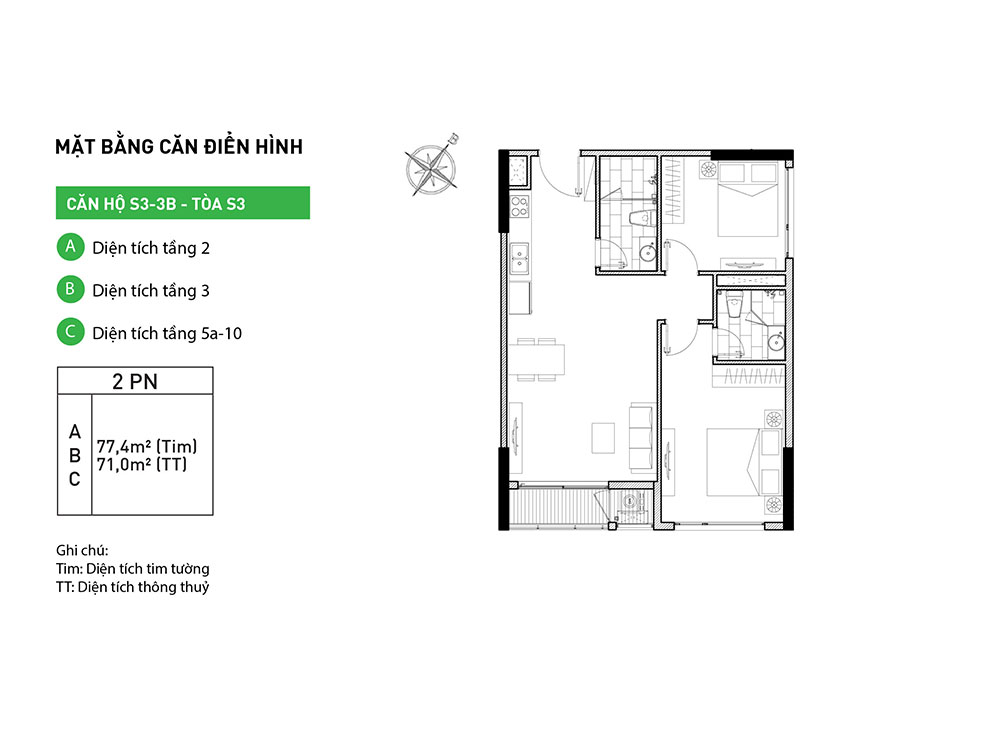 MẶT BẰNG CĂN ĐIỂN HÌNH
B
CĂN HỘ S3-3B - TÒA S3
A Diện tích tầng 2
B Diện tích tầng 3
C Diện tích tầng 5a-10
2 PN
A
B
C
77,4m² (Tim)
71,0m² (TT)
Ghi chú:
Tim: Diện tích tim tường
TT: Diện tích thông thuỷ